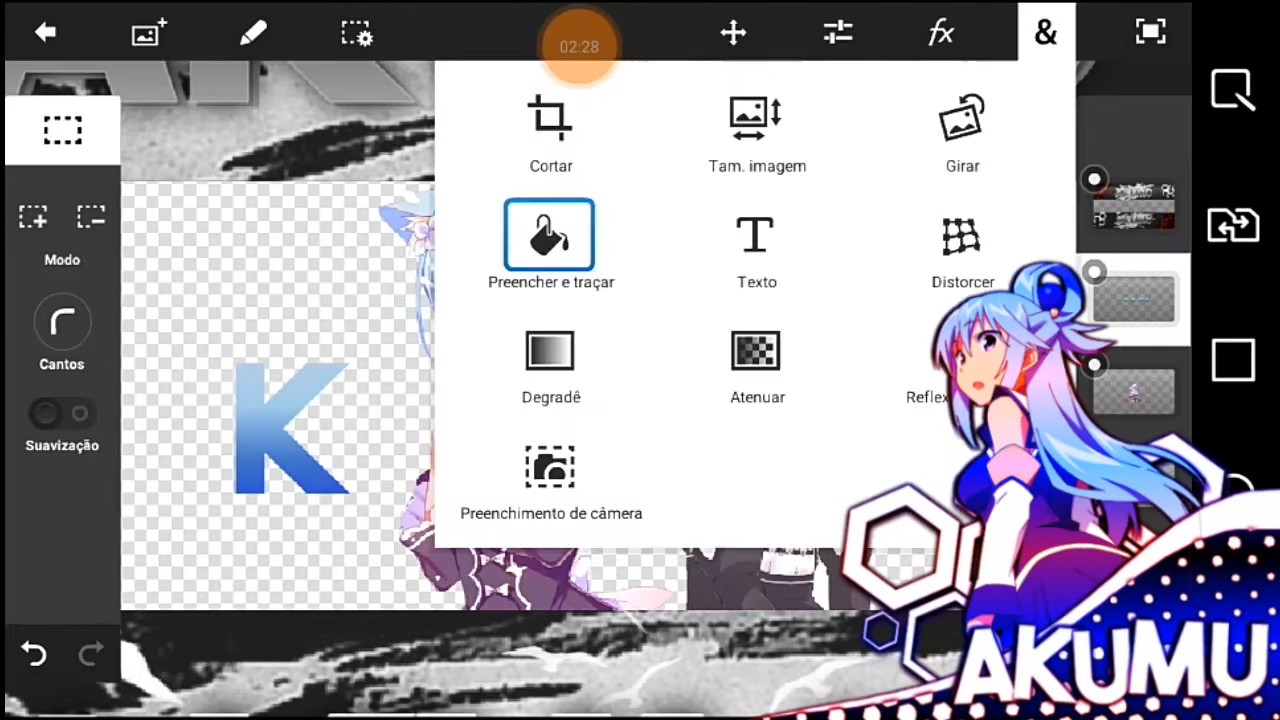 02:28
fx
&
Cortar
Tam. imagem
Girar
Modo
Preencher e traçar
T
Texto
Distorcer
Cantos
Degradê
Atenuar
Reflex
Suavização
K
Preenchimento de câmera
AKUMU